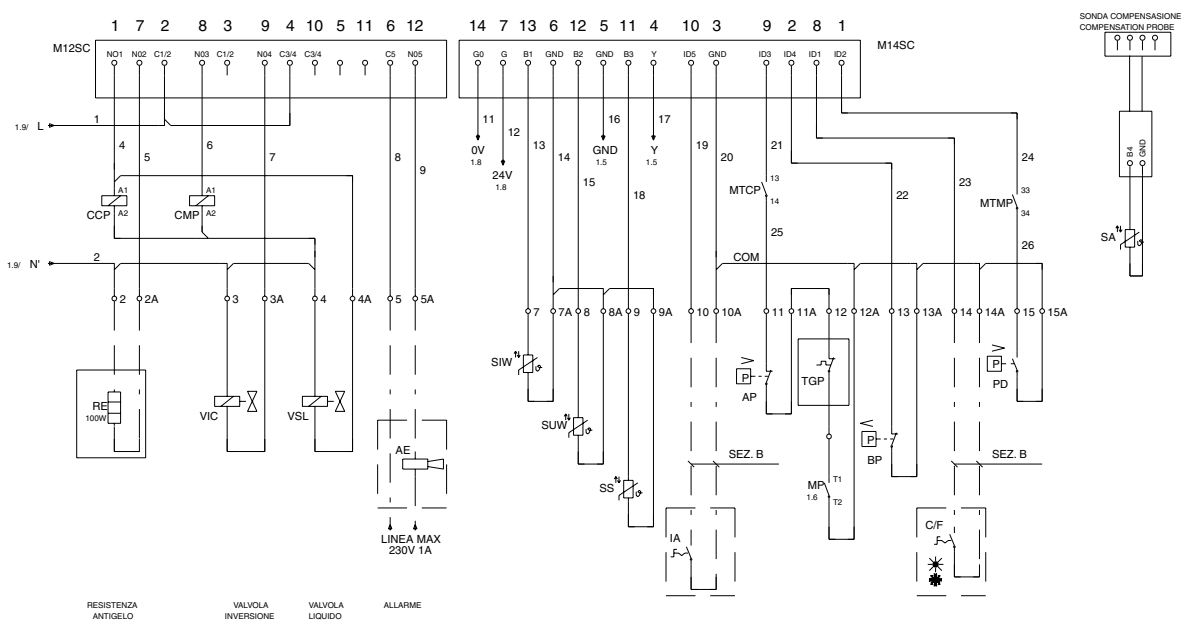 1 7 2 8 3 9 4 10 5 11 6 12
14 7 13 6 12 5 11 4 10 3 9 2 8 1
SONDA COMPENSAZIONE
COMPENSATION PROBE
M12SC
NO1 N02 C1/2 N03 C1/2 N04 C3/4 C3/4 C5 N05
G0 G B1 GND B2 GND B3 Y ID5 GND ID3 ID4 ID1 ID2
M14SC
1.9/ L
1
4 5 6 7 8 9
11 12 13 14 15 16 17 18 19 20 21 22 23 24
0V
1.8
24V
1.8
GND
1.5
Y
1.5
B4 GND
CCP A1 A2
CMP A1 A2
MTCP 13 14
MTMP 33 34
25 26
SA
1.9/ N'
2
COM
2 2A 3 3A 4 4A 5 5A
7 7A 8 8A 9 9A 10 10A 11 11A 12 12A 13 13A 14 14A 15 15A
SIW
P
AP
TGP
P
PD
RE
100W
VIC
VSL
SUW
P
BP
AE
SEZ. B
SEZ. B
SS
MP
1.6
T1
T2
LINEA MAX
230V 1A
IA
C/F
RESISTENZA
ANTIGELO
VALVOLA
INVERSIONE
VALVOLA
LIQUIDO
ALLARME